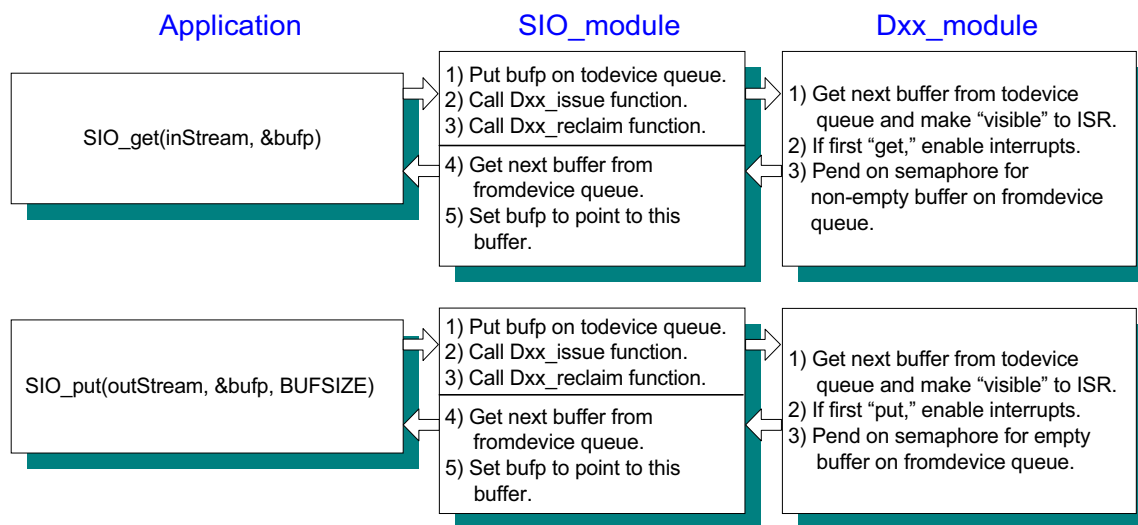 Application
SIO_module
Dxx_module
SIO_get(inStream, &bufp)
1) Put bufp on todevice queue.
2) Call Dxx_issue function.
3) Call Dxx_reclaim function.
4) Get next buffer from
fromdevice queue.
5) Set bufp to point to this
buffer.
1) Get next buffer from todevice
queue and make “visible” to ISR.
2) If first “get,” enable interrupts.
3) Pend on semaphore for
non-empty buffer on fromdevice
queue.
SIO_put(outStream, &bufp, BUFSIZE)
1) Put bufp on todevice queue.
2) Call Dxx_issue function.
3) Call Dxx_reclaim function.
4) Get next buffer from
fromdevice queue.
5) Set bufp to point to this
buffer.
1) Get next buffer from todevice
queue and make “visible” to ISR.
2) If first “put,” enable interrupts.
3) Pend on semaphore for empty
buffer on fromdevice queue.